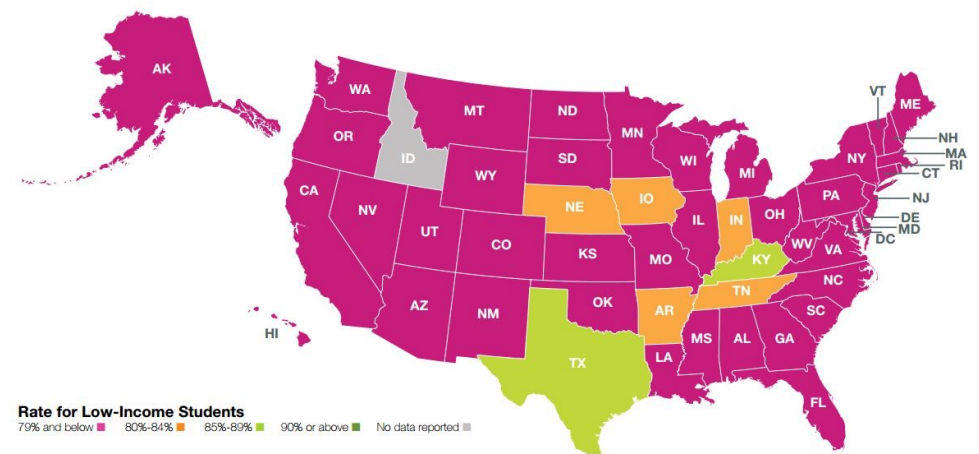 AK
WA
MT
ND
MN
VT
ME
NH
OR
ID
SD
WI
NY
MA
RI
WY
MI
CT
CA
NE
IO
PA
NJ
NV
UT
CO
IL
IN
OH
DE
MD
KS
MO
WV
VA
DC
KY
NC
AZ
NM
OK
AR
TN
SC
HI
MS
AL
GA
TX
LA
FL
Rate for Low-Income Students
79% and below 80%-84% 85%-89% 90% or above No data reported